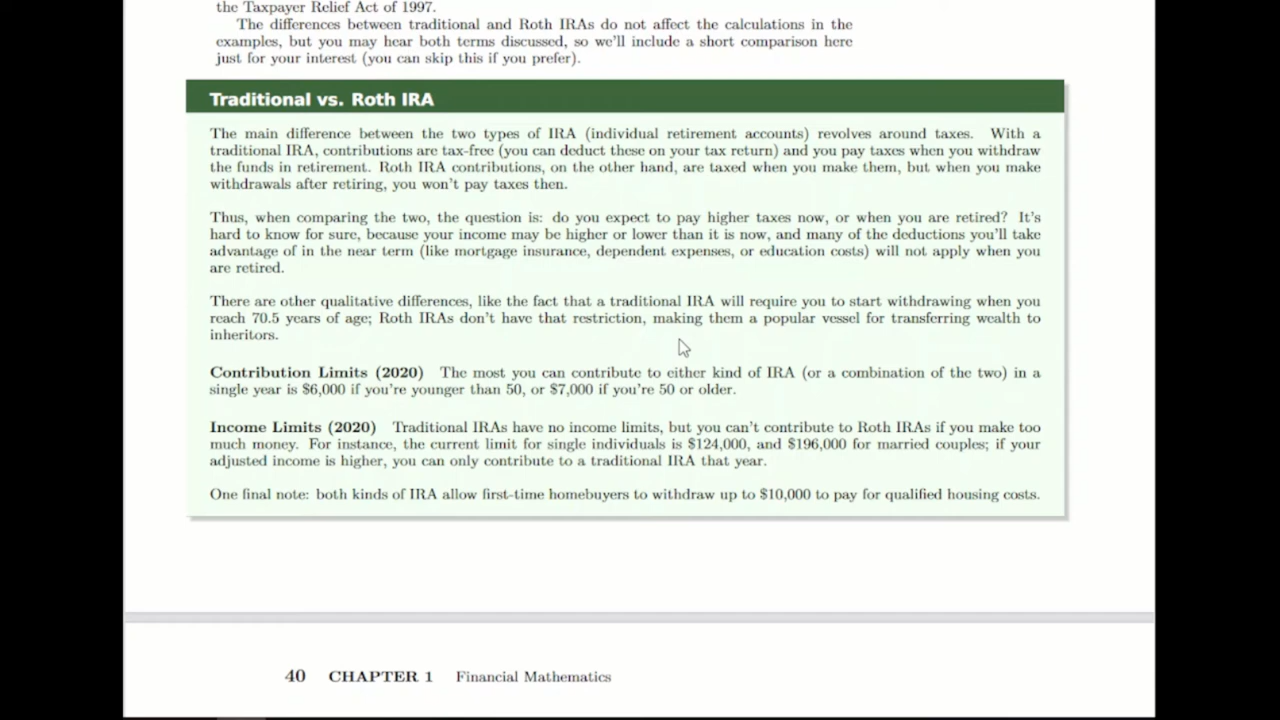 the Taxpayer Relief Act of 1997.
The differences between traditional and Roth IRAs do not affect the calculations in the
examples, but you may hear both terms discussed, so we'll include a short comparison here
just for your interest (you can skip this if you prefer).
Traditional vs. Roth IRA
The main difference between the two types of IRA (individual retirement accounts) revolves around taxes. With a
traditional IRA, contributions are tax-free (you can deduct these on your tax return) and you pay taxes when you withdraw
the funds in retirement. Roth IRA contributions, on the other hand, are taxed when you make them, but when you make
withdrawals after retiring, you won't pay taxes then.
Thus, when comparing the two, the question is: do you expect to pay higher taxes now, or when you are retired? It's
hard to know for sure, because your income may be higher or lower than it is now, and many of the deductions you'll take
advantage of in the near term (like mortgage insurance, dependent expenses, or education costs) will not apply when you
are retired.
There are other qualitative differences, like the fact that a traditional IRA will require you to start withdrawing when you
reach 70.5 years of age; Roth IRAs don't have that restriction, making them a popular vessel for transferring wealth to
inheritors.
Contribution Limits (2020) The most you can contribute to either kind of IRA (or a combination of the two) in a
single year is $6,000 if you're younger than 50, or $7,000 if you're 50 or older.
Income Limits (2020) Traditional IRAs have no income limits, but you can't contribute to Roth IRAs if you make too
much money. For instance, the current limit for single individuals is $124,000, and $196,000 for married couples; if your
adjusted income is higher, you can only contribute to a traditional IRA that year.
One final note: both kinds of IRA allow first-time homebuyers to withdraw up to $10,000 to pay for qualified housing costs.
40 CHAPTER 1 Financial Mathematics